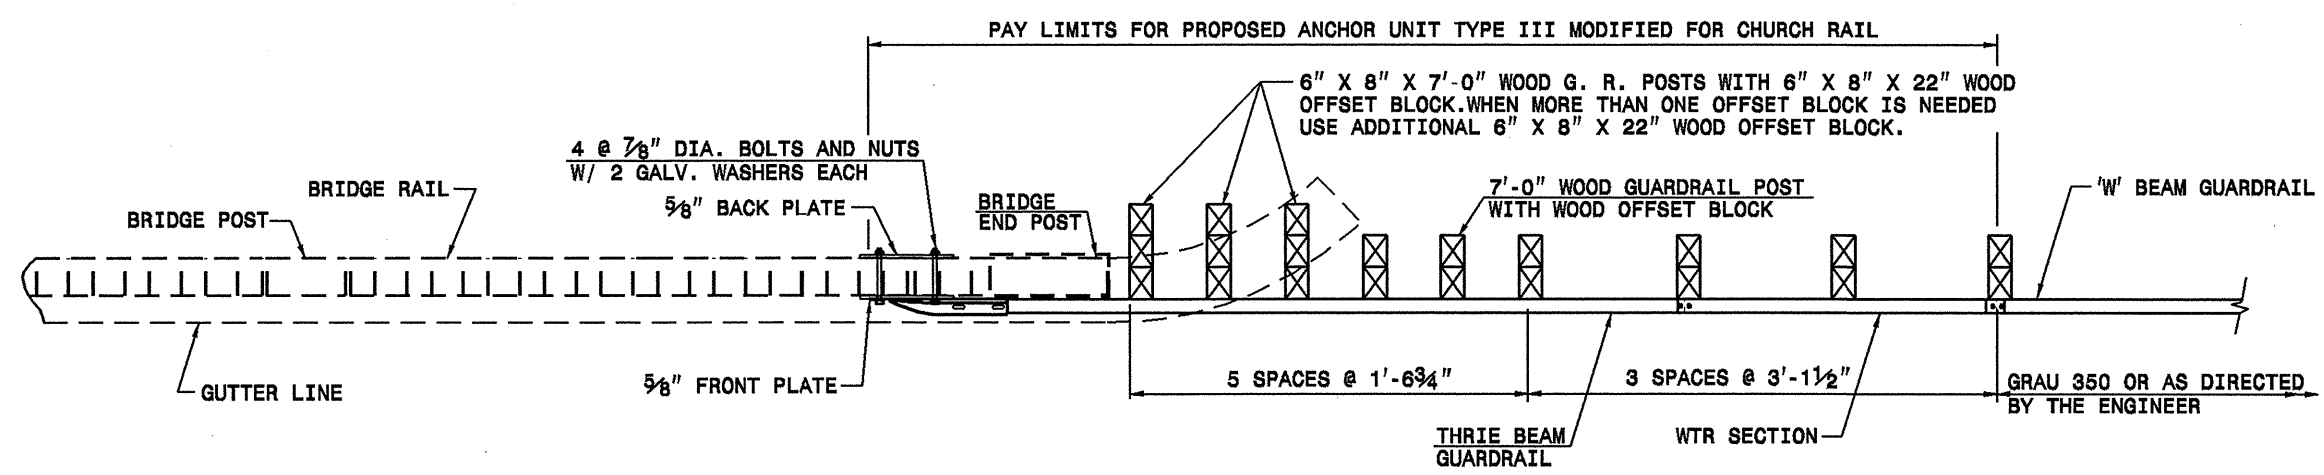 PAY LIMITS FOR PROPOSED ANCHOR UNIT TYPE III MODIFIED FOR CHURCH RAIL
6" X 8" X 7'-0" WOOD G. R. POSTS WITH 6" X 8" X 22" WOOD
OFFSET BLOCK.WHEN MORE THAN ONE OFFSET BLOCK IS NEEDED
USE ADDITIONAL 6" X 8" X 22" WOOD OFFSET BLOCK.
4 @ 7/8" DIA. BOLTS AND NUTS
W/ 2 GALV. WASHERS EACH
BRIDGE RAIL
BRIDGE POST
5/8" BACK PLATE
BRIDGE
END POST
7'-0" WOOD GUARDRAIL POST
WITH WOOD OFFSET BLOCK
'W' BEAM GUARDRAIL
GUTTER LINE
5/8" FRONT PLATE
5 SPACES @ 1'-6 3/4"
3 SPACES @ 3'-1 1/2"
GRAU 350 OR AS DIRECTED
BY THE ENGINEER
THRIE BEAM
GUARDRAIL
WTR SECTION